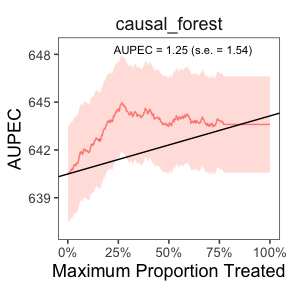 causal_forest
AUPEC = 1.25 (s.e. = 1.54)
648
645
642
639
AUPEC
0% 25% 50% 75% 100%
Maximum Proportion Treated